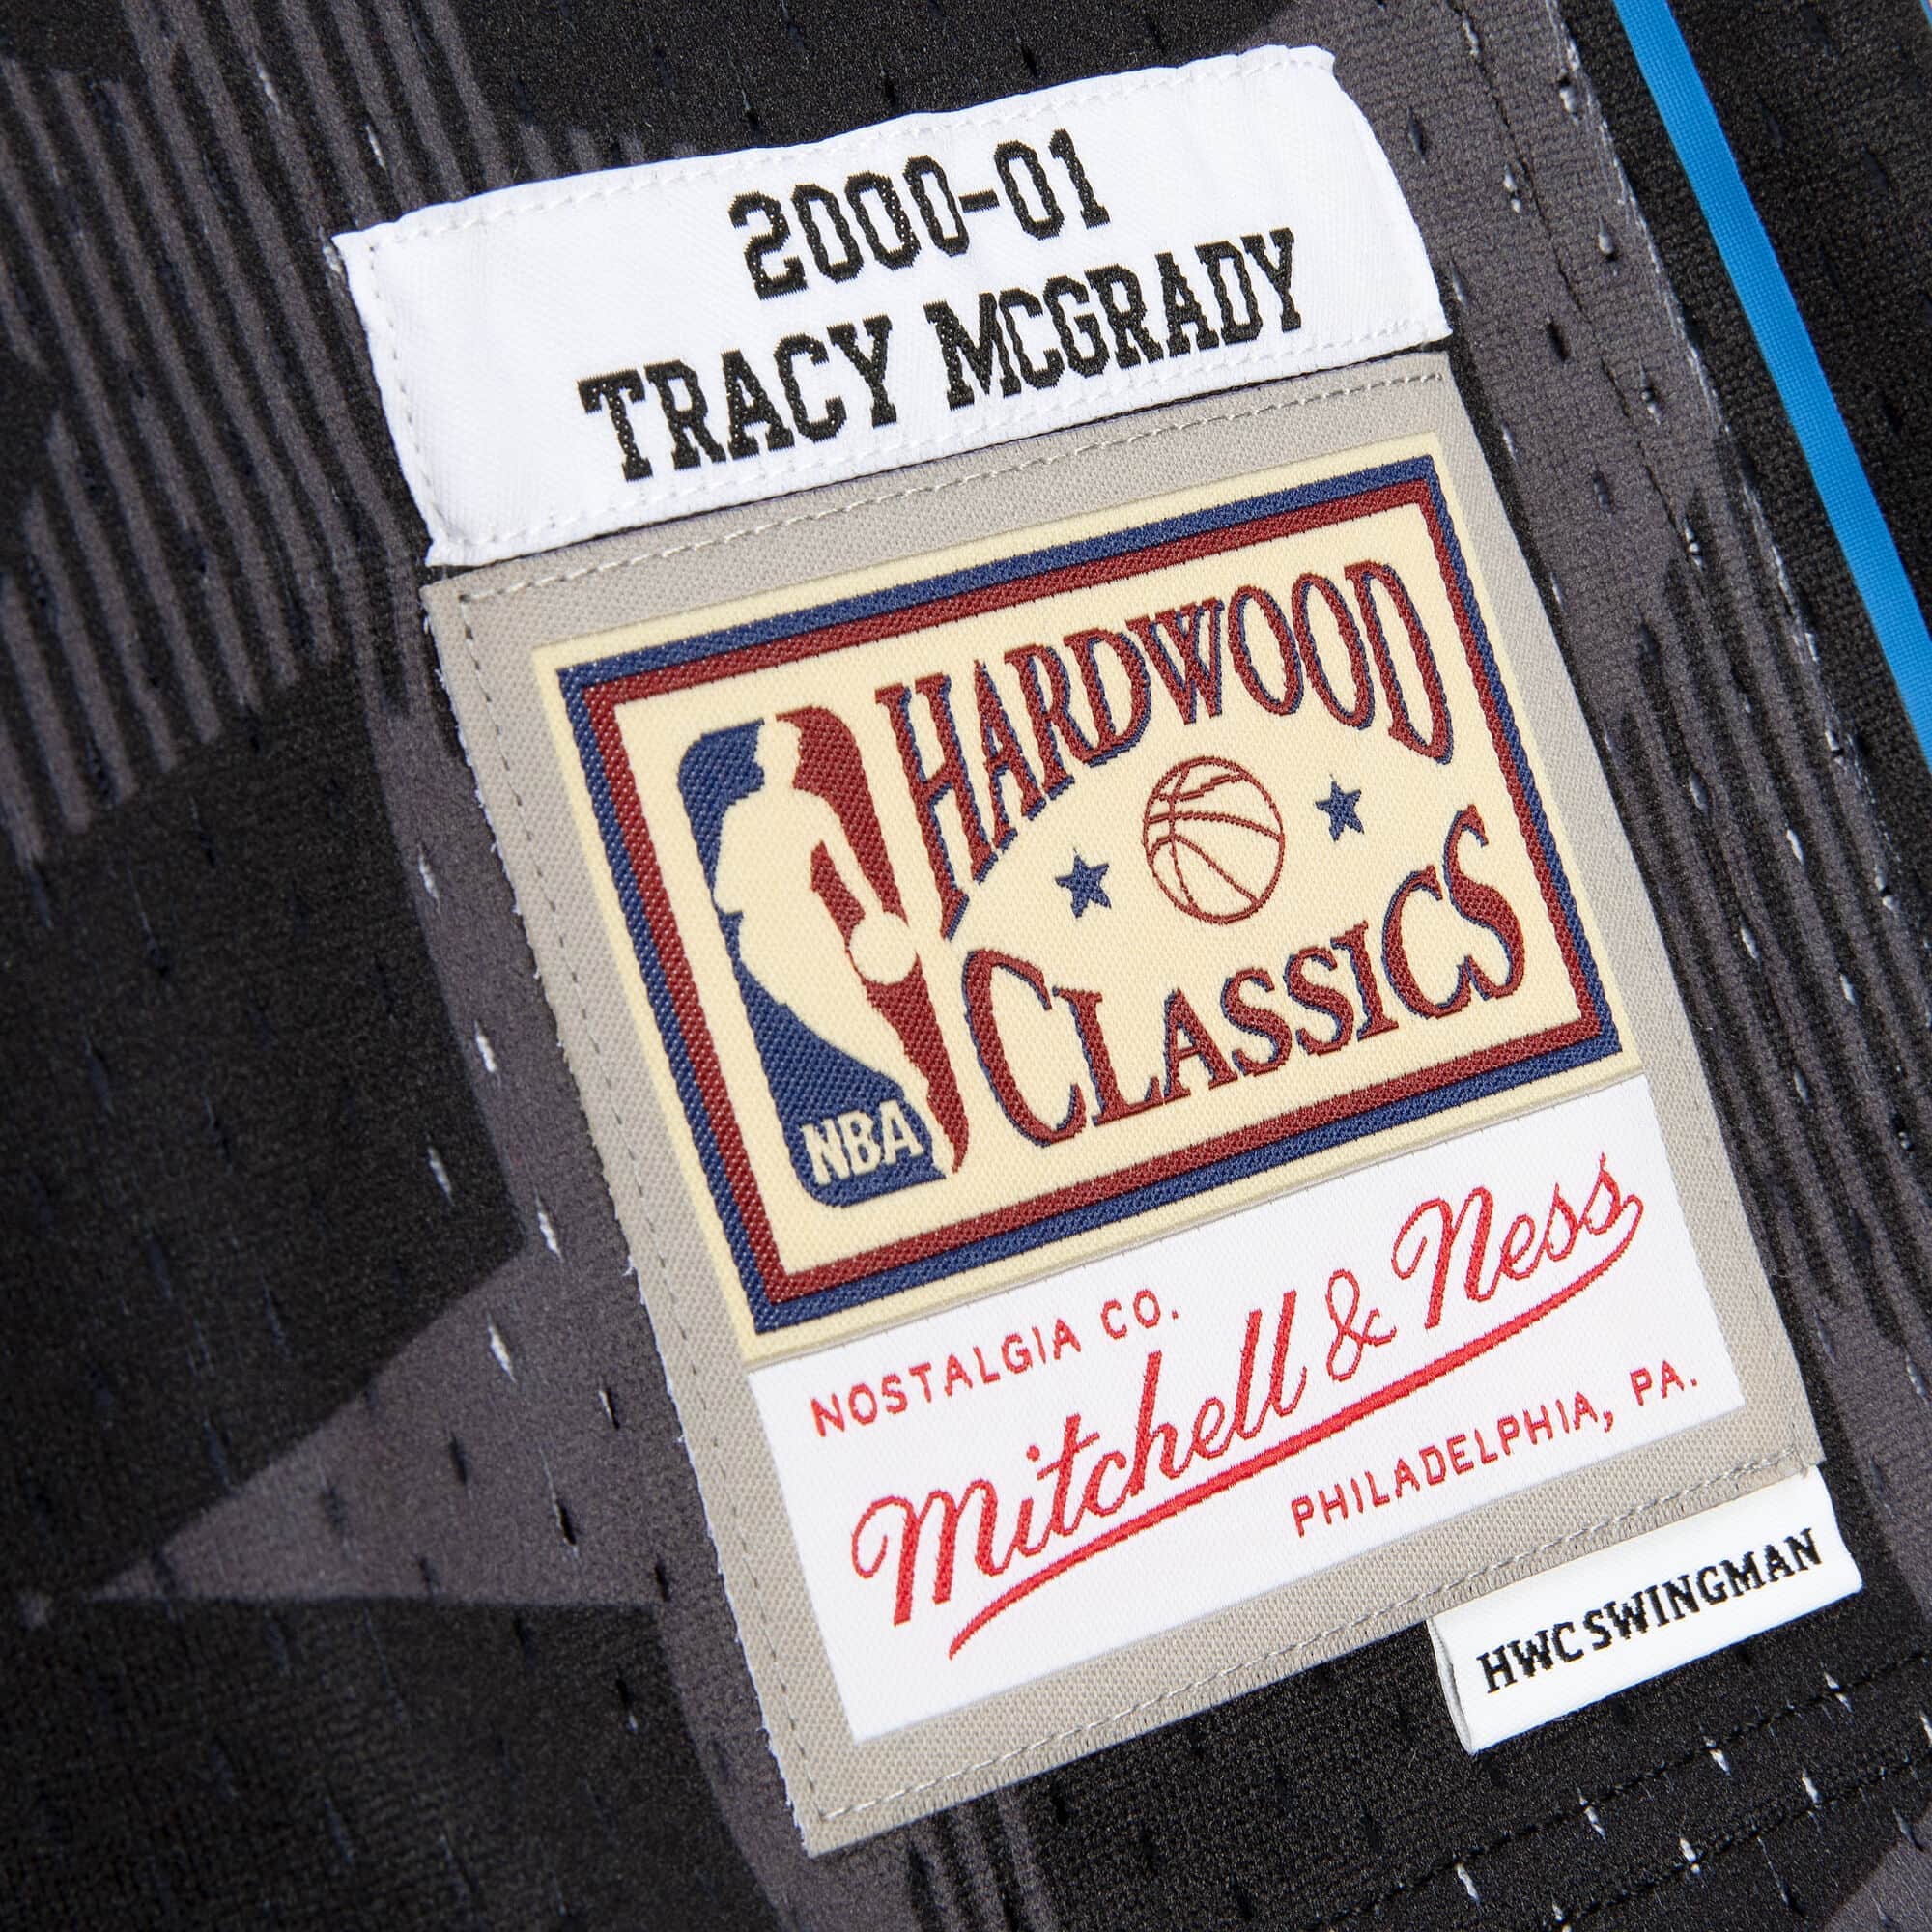 2000-01
TRACY MCGRADY
HARDWOOD
CLASSICS
NBA
NOSTALGIA CO.
Mitchell & Ness
PHILADELPHIA, PA.
HWC SWINGMAN